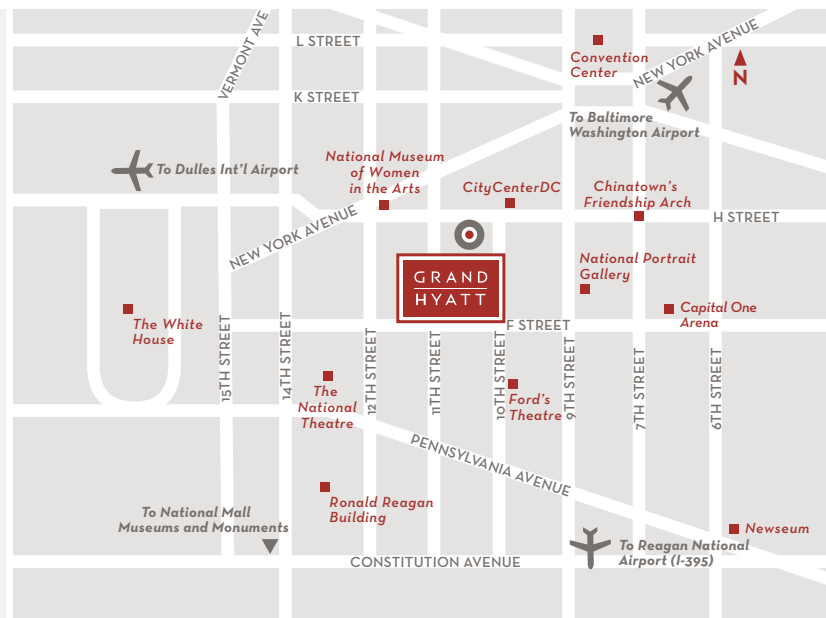 VERMONT AVE
L STREET
Convention
Center
NEW YORK AVENUE
N
K STREET
To Baltimore
Washington Airport
To Dulles Int'l Airport
National Museum
of Women
in the Arts
CityCenterDC
Chinatown's
Friendship Arch
H STREET
NEW YORK AVENUE
National Portrait
Gallery
GRAND
HYATT
The White
House
Capital One
Arena
F STREET
15TH STREET
14TH STREET
12TH STREET
11TH STREET
10TH STREET
9TH STREET
7TH STREET
6TH STREET
The
National
Theatre
Ford's
Theatre
PENNSYLVANIA AVENUE
Ronald Reagan
Building
To National Mall
Museums and Monuments
Newseum
To Reagan National
Airport (I-395)
CONSTITUTION AVENUE